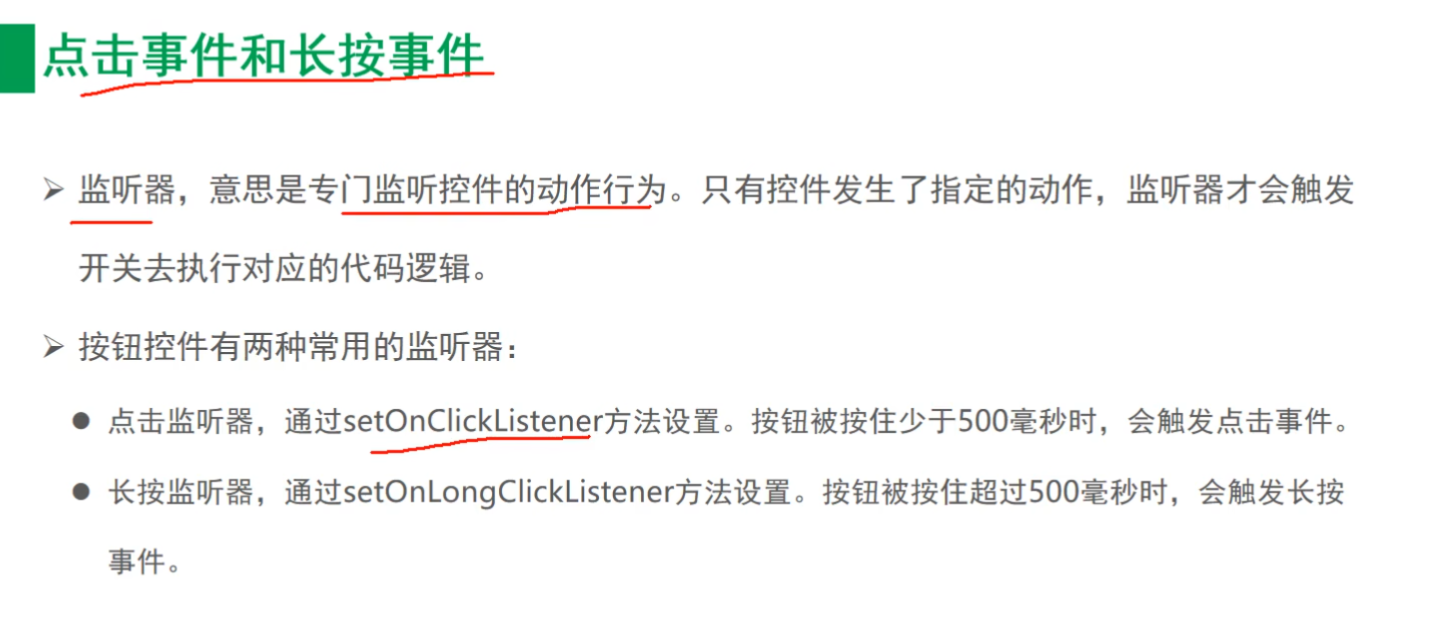 点击事件和长按事件
监听器，意思是专门监听控件的动作行为。只有控件发生了指定的动作，监听器才会触发
开关去执行对应的代码逻辑。
按钮控件有两种常用的监听器：
点击监听器，通过setOnClickListener方法设置。按钮被按住少于500毫秒时，会触发点击事件。
长按监听器，通过setOnLongClickListener方法设置。按钮被按住超过500毫秒时，会触发长按
事件。